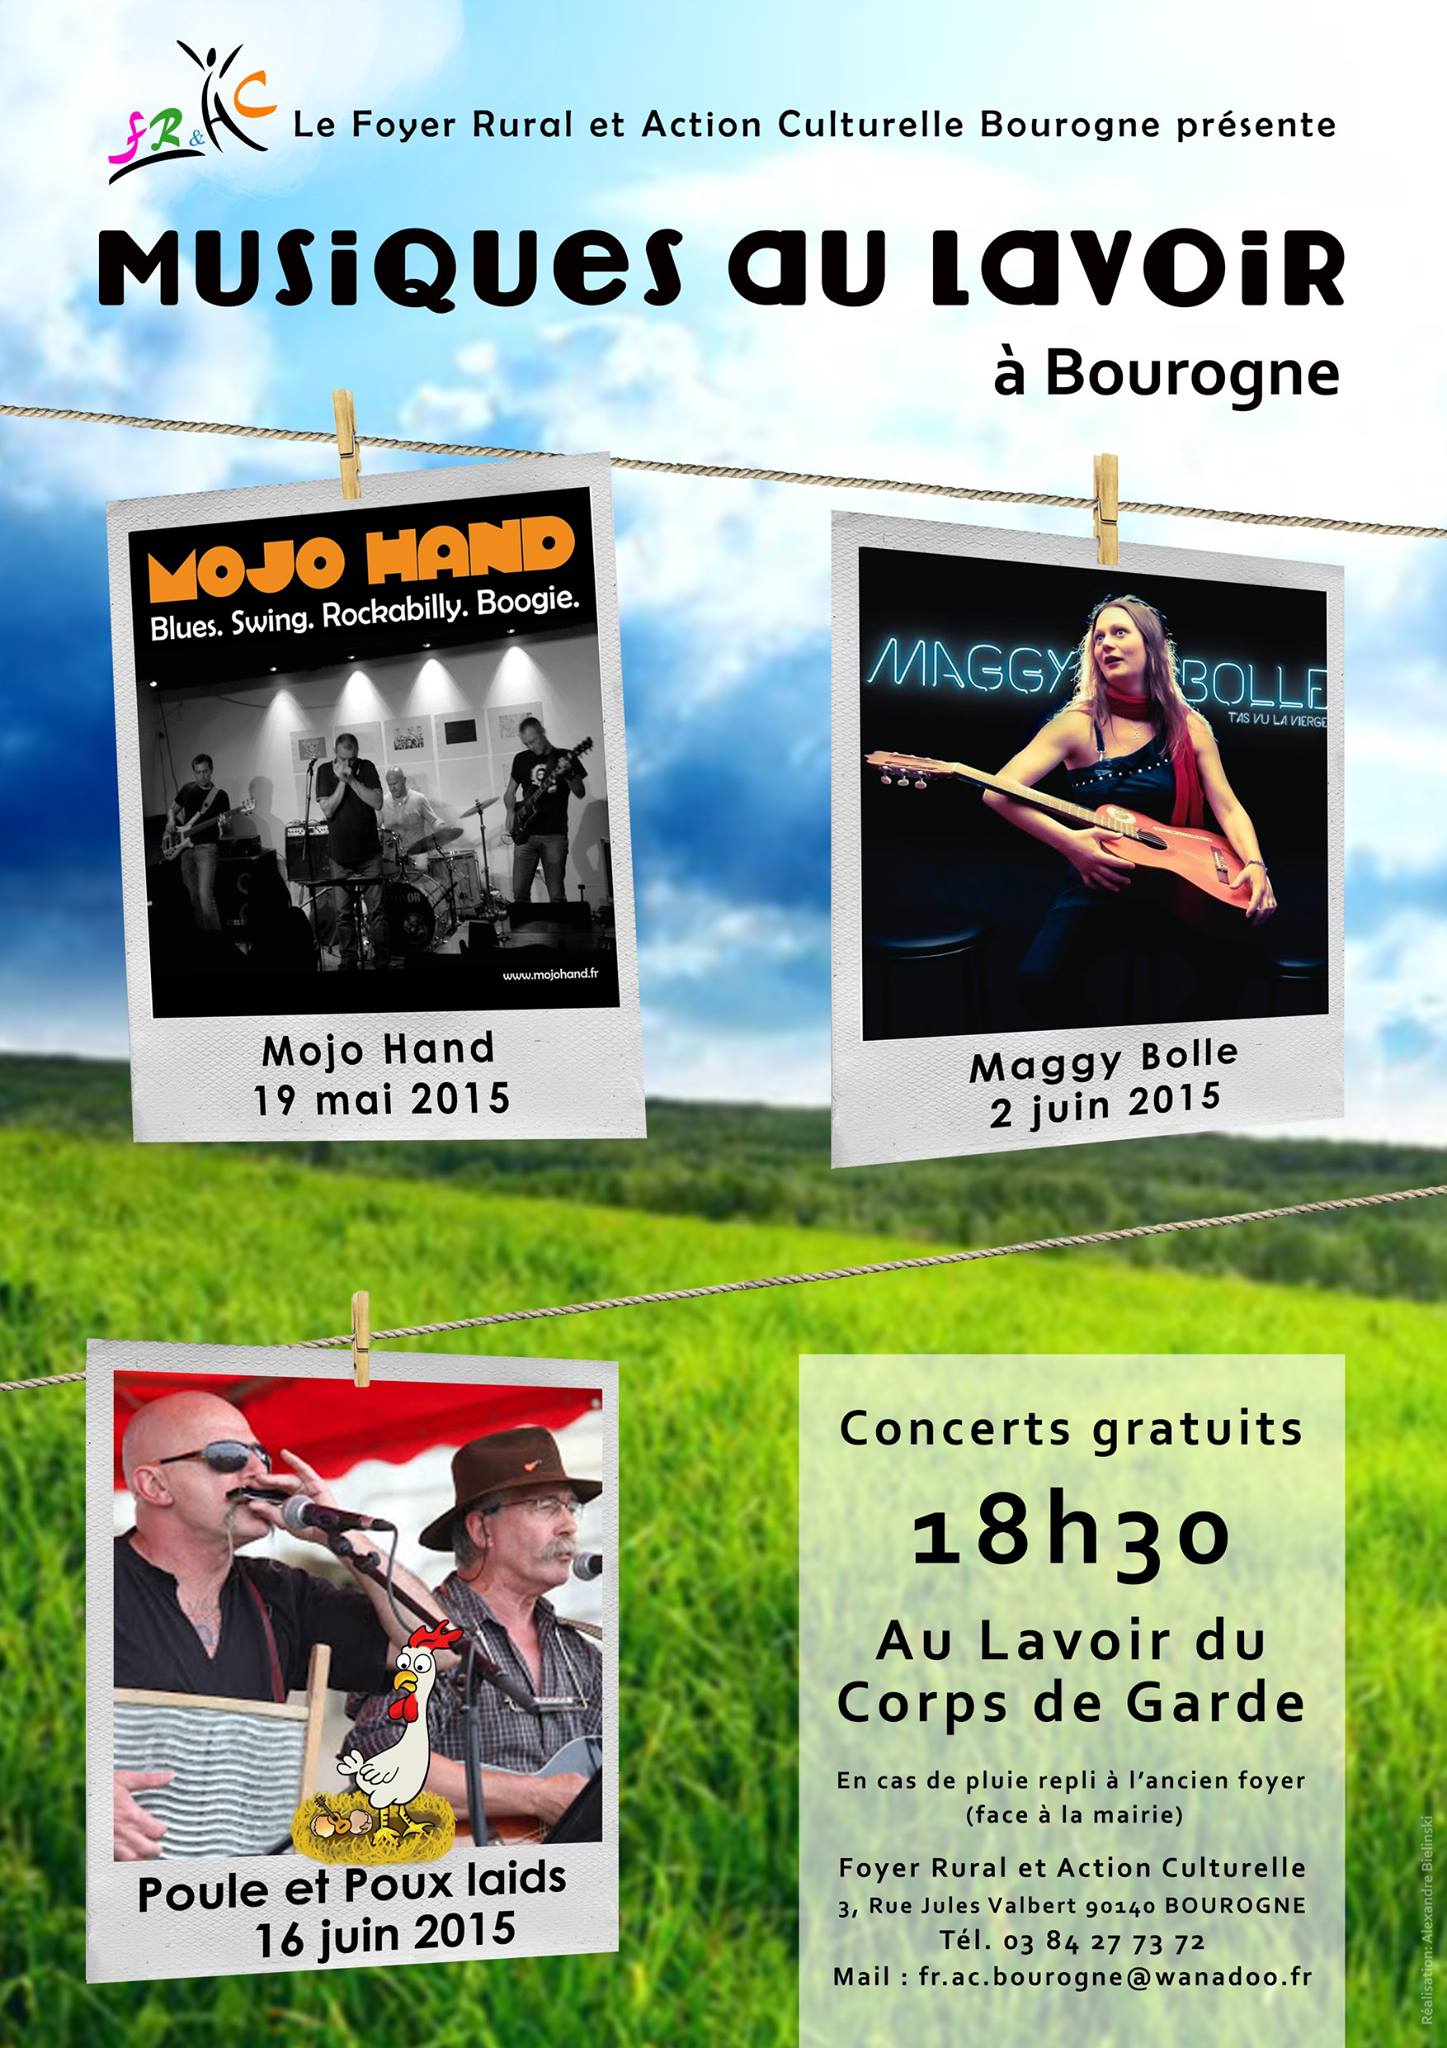 FR & AC
Le Foyer Rural et Action Culturelle Bourogne présente
MUSiQUES AU LAVOIR
à Bourogne
MOJO HAND
Blues. Swing. Rockabilly. Boogie.
www.mojohand.fr
Mojo Hand
19 mai 2015
MAGGY BOLLE
T'AS VU LA VIERGE
Maggy Bolle
2 juin 2015
Poule et Poux laids
16 juin 2015
Concerts gratuits
18h30
Au Lavoir du
Corps de Garde
En cas de pluie repli à l'ancien foyer
(face à la mairie)
Foyer Rural et Action Culturelle
3, Rue Jules Valbert 90140 BOUROGNE
Tél. 03 84 27 73 72
Mail : fr.ac.bourogne@wanadoo.fr
Réalisation: Alexandre Bielinski